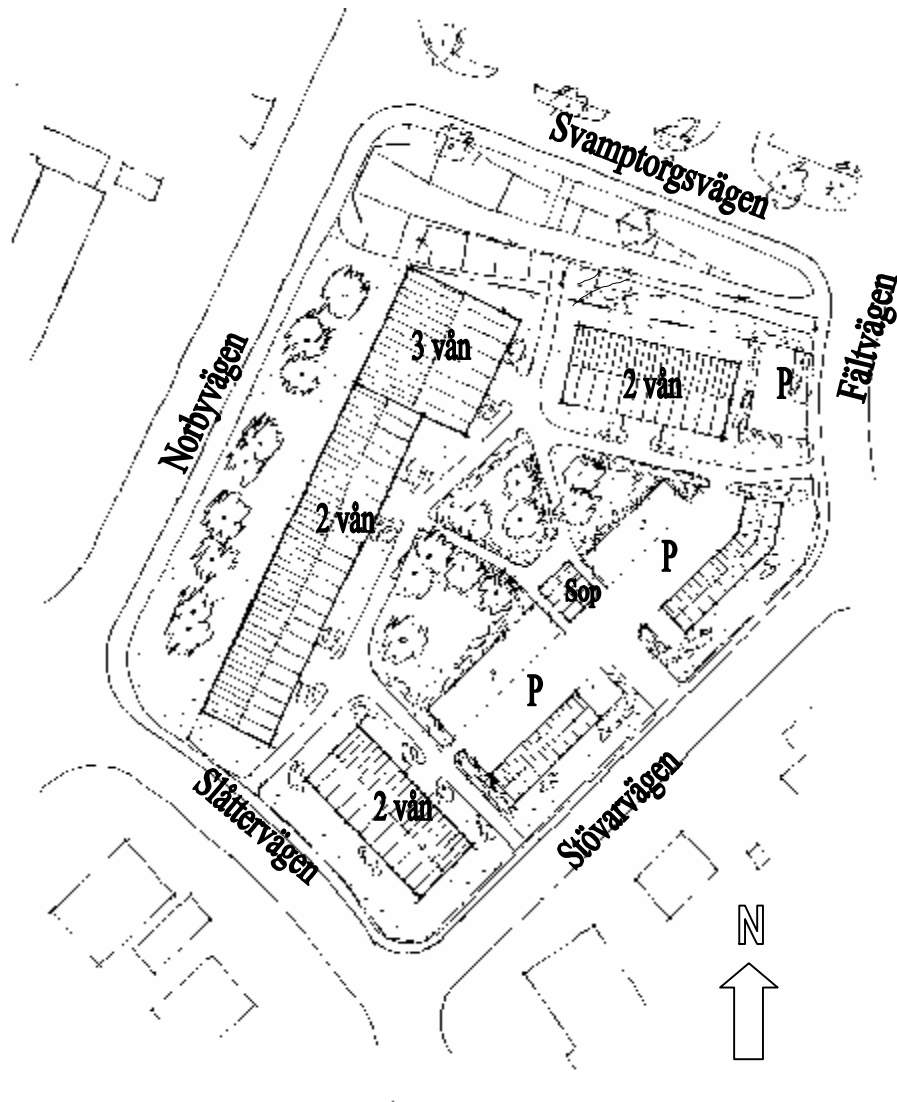 Svamptorgsvägen
Fältvägen
3 vån
2 vån
P
Norbyvägen
2 vån
P
Sop
P
2 vån
Slåttervägen
Stövarvägen
N